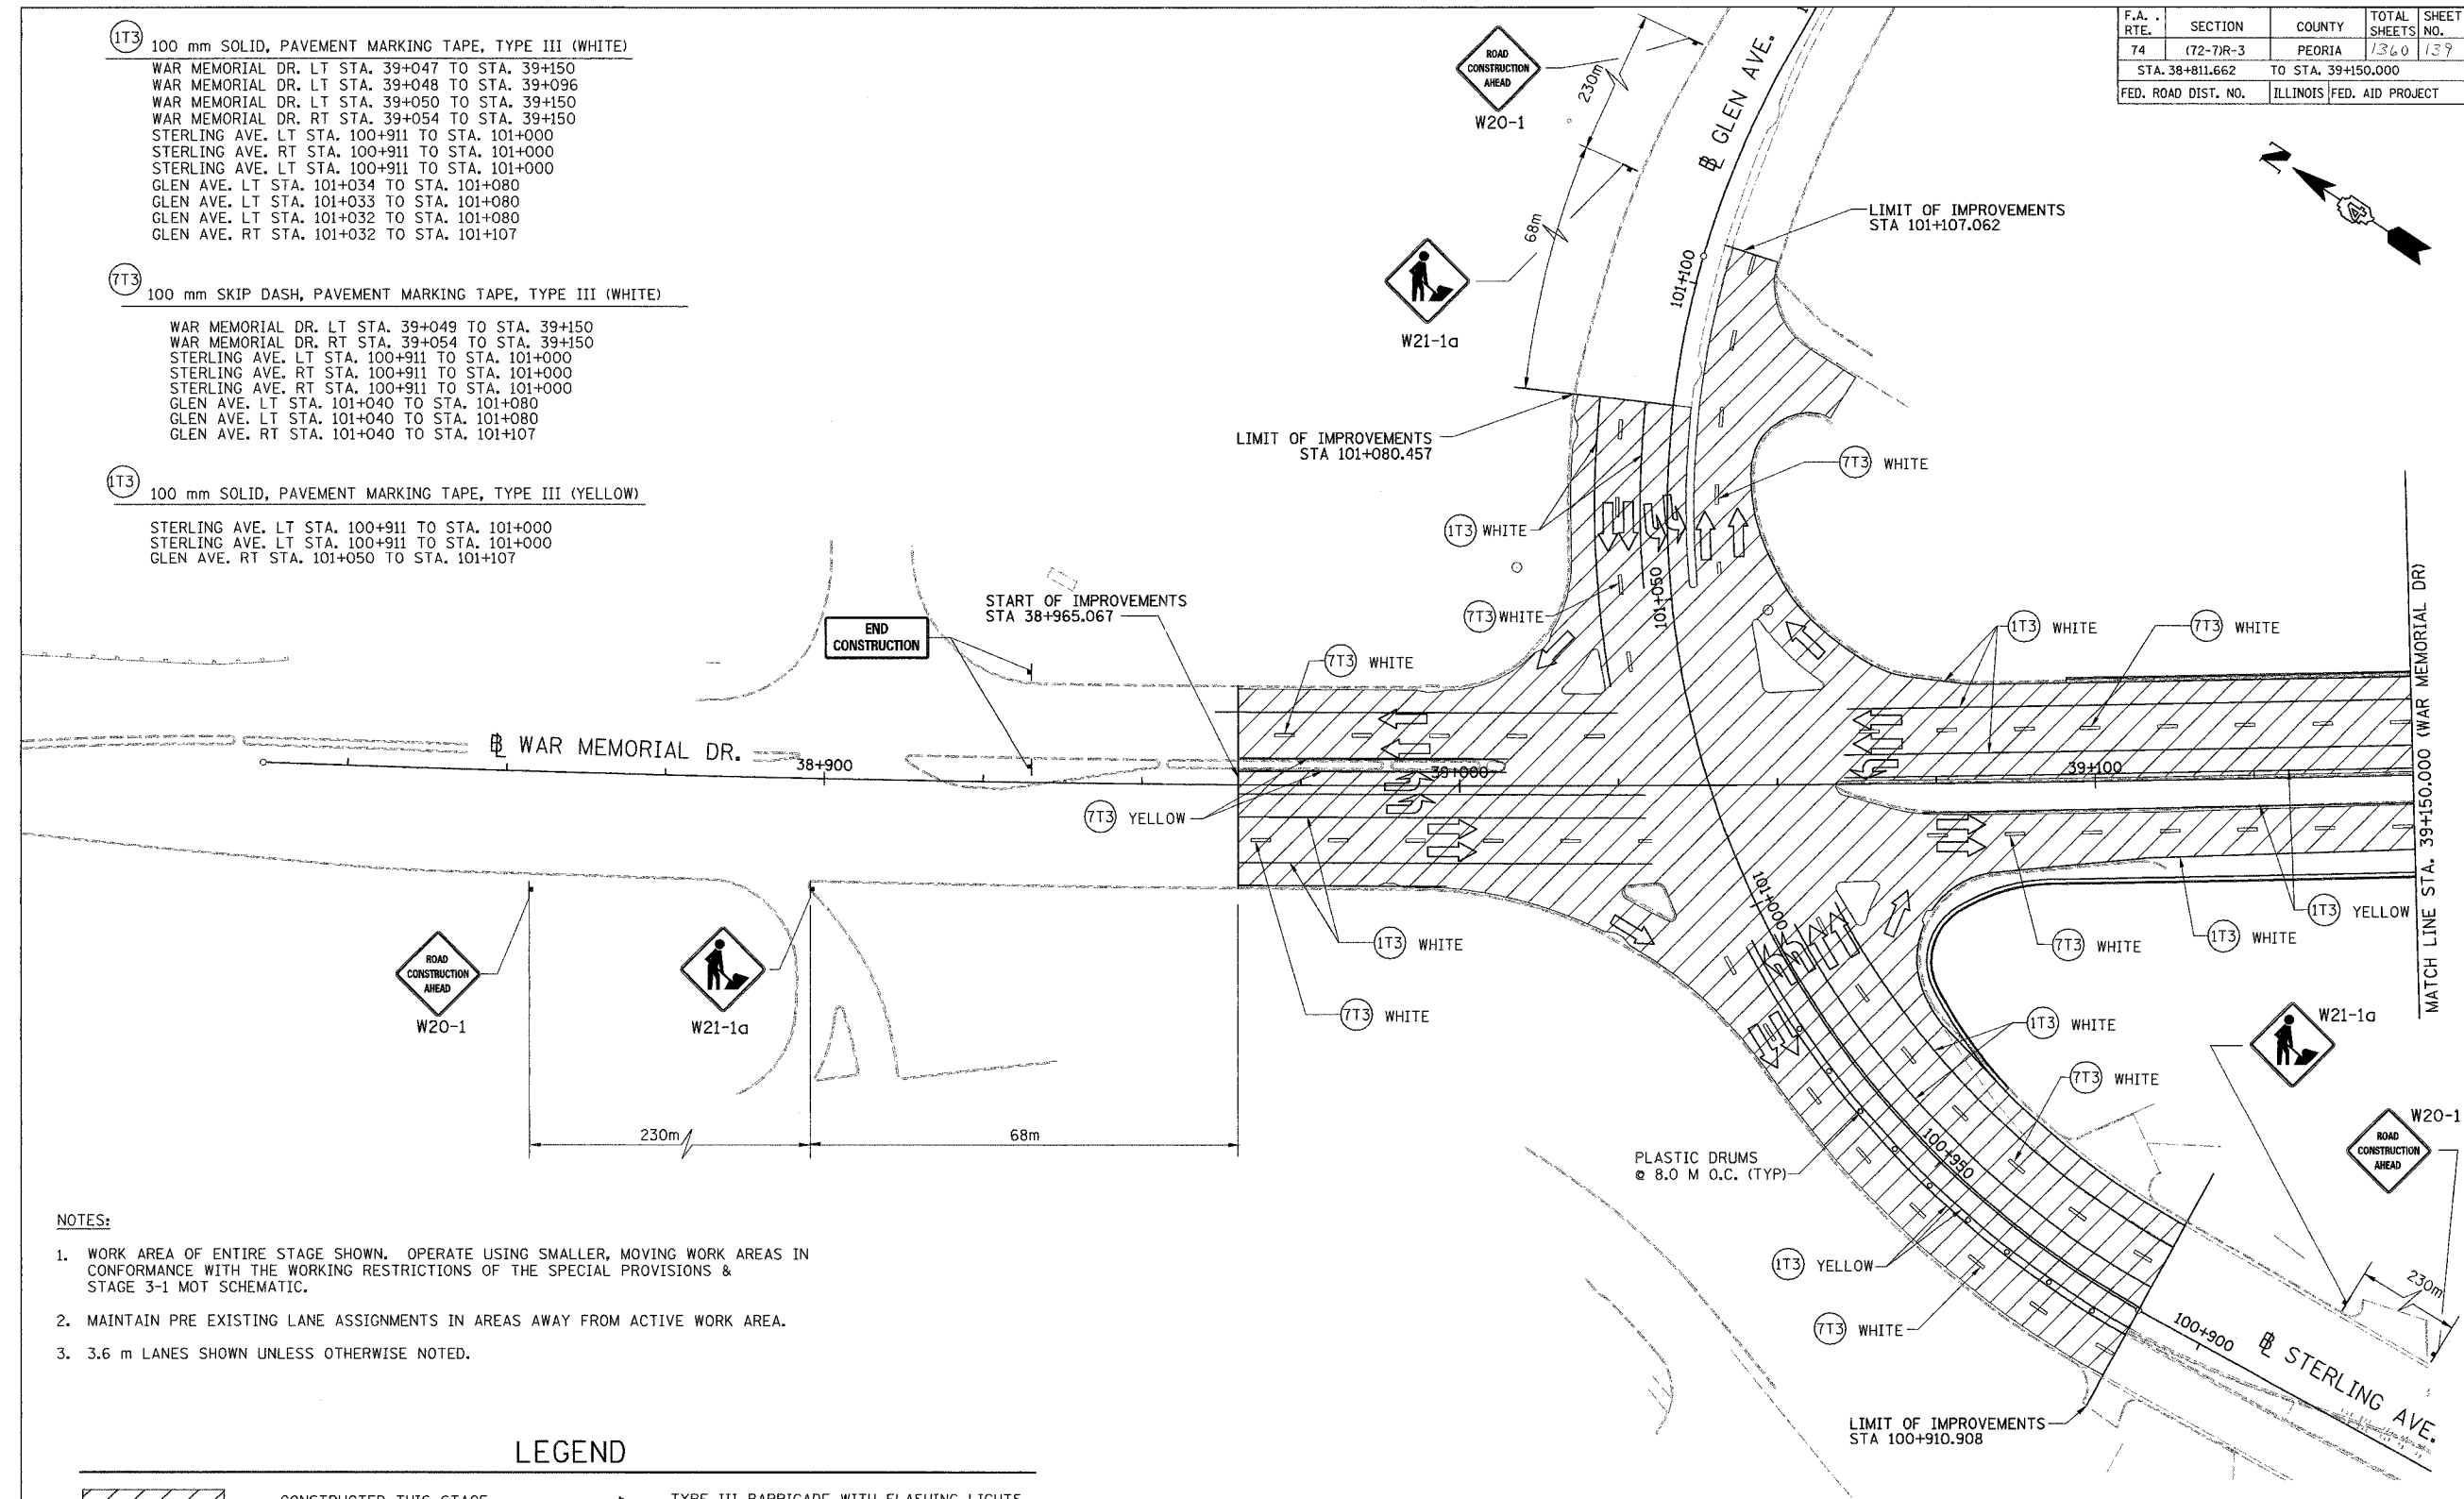 1T3 100 mm SOLID, PAVEMENT MARKING TAPE, TYPE III (WHITE)
WAR MEMORIAL DR. LT STA. 39+047 TO STA. 39+150
WAR MEMORIAL DR. LT STA. 39+048 TO STA. 39+096
WAR MEMORIAL DR. LT STA. 39+050 TO STA. 39+150
WAR MEMORIAL DR. RT STA. 39+054 TO STA. 39+150
STERLING AVE. LT STA. 100+911 TO STA. 101+000
STERLING AVE. RT STA. 100+911 TO STA. 101+000
STERLING AVE. LT STA. 100+911 TO STA. 101+000
GLEN AVE. LT STA. 101+034 TO STA. 101+080
GLEN AVE. LT STA. 101+033 TO STA. 101+080
GLEN AVE. LT STA. 101+032 TO STA. 101+080
GLEN AVE. RT STA. 101+032 TO STA. 101+107
7T3 100 mm SKIP DASH, PAVEMENT MARKING TAPE, TYPE III (WHITE)
WAR MEMORIAL DR. LT STA. 39+049 TO STA. 39+150
WAR MEMORIAL DR. RT STA. 39+054 TO STA. 39+150
STERLING AVE. LT STA. 100+911 TO STA. 101+000
STERLING AVE. RT STA. 100+911 TO STA. 101+000
STERLING AVE. RT STA. 100+911 TO STA. 101+000
GLEN AVE. LT STA. 101+040 TO STA. 101+080
GLEN AVE. LT STA. 101+040 TO STA. 101+080
GLEN AVE. RT STA. 101+040 TO STA. 101+107
1T3 100 mm SOLID, PAVEMENT MARKING TAPE, TYPE III (YELLOW)
STERLING AVE. LT STA. 100+911 TO STA. 101+000
STERLING AVE. LT STA. 100+911 TO STA. 101+000
GLEN AVE. RT STA. 101+050 TO STA. 101+107
F.A. RTE. SECTION COUNTY TOTAL SHEETS SHEET NO.
74 (72-7)R-3 PEORIA 1360 139
STA. 38+811.662 TO STA. 39+150.000
FED. ROAD DIST. NO. ILLINOIS FED. AID PROJECT
N
ROAD CONSTRUCTION AHEAD
W20-1
230m
68m
W21-1a
℄ GLEN AVE.
101+100
LIMIT OF IMPROVEMENTS
STA 101+107.062
LIMIT OF IMPROVEMENTS
STA 101+080.457
7T3 WHITE
1T3 WHITE
7T3 WHITE
101+050
START OF IMPROVEMENTS
STA 38+965.067
END CONSTRUCTION
7T3 WHITE
1T3 WHITE
7T3 WHITE
℄ WAR MEMORIAL DR.
38+900
39+000
39+100
7T3 YELLOW
1T3 WHITE
7T3 WHITE
101+000
7T3 WHITE
1T3 WHITE
1T3 YELLOW
MATCH LINE STA. 39+150.000 (WAR MEMORIAL DR)
ROAD CONSTRUCTION AHEAD
W20-1
W21-1a
230m
68m
1T3 WHITE
7T3 WHITE
W21-1a
W20-1
ROAD CONSTRUCTION AHEAD
230m
PLASTIC DRUMS
@ 8.0 M O.C. (TYP)
100+950
1T3 YELLOW
7T3 WHITE
100+900
℄ STERLING AVE.
LIMIT OF IMPROVEMENTS
STA 100+910.908
NOTES:
1. WORK AREA OF ENTIRE STAGE SHOWN. OPERATE USING SMALLER, MOVING WORK AREAS IN
CONFORMANCE WITH THE WORKING RESTRICTIONS OF THE SPECIAL PROVISIONS &
STAGE 3-1 MOT SCHEMATIC.
2. MAINTAIN PRE EXISTING LANE ASSIGNMENTS IN AREAS AWAY FROM ACTIVE WORK AREA.
3. 3.6 m LANES SHOWN UNLESS OTHERWISE NOTED.
LEGEND
CONSTRUCTED THIS STAGE
TYPE III BARRICADE WITH FLASHING LIGHTS